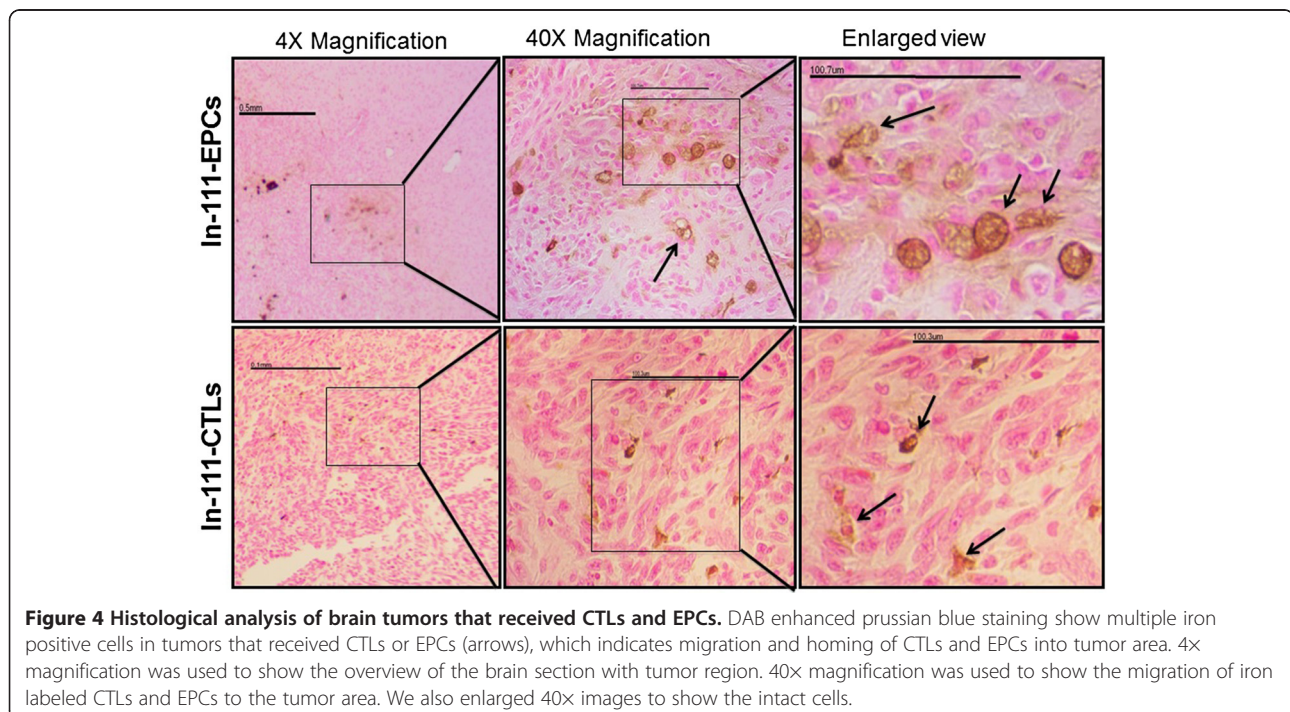 4X Magnification 40X Magnification Enlarged view
In-111-EPCs
0.5mm
100.7um
In-111-CTLs
0.1mm
100.3um
Figure 4 Histological analysis of brain tumors that received CTLs and EPCs. DAB enhanced prussian blue staining show multiple iron
positive cells in tumors that received CTLs or EPCs (arrows), which indicates migration and homing of CTLs and EPCs into tumor area. 4×
magnification was used to show the overview of the brain section with tumor region. 40× magnification was used to show the migration of iron
labeled CTLs and EPCs to the tumor area. We also enlarged 40× images to show the intact cells.